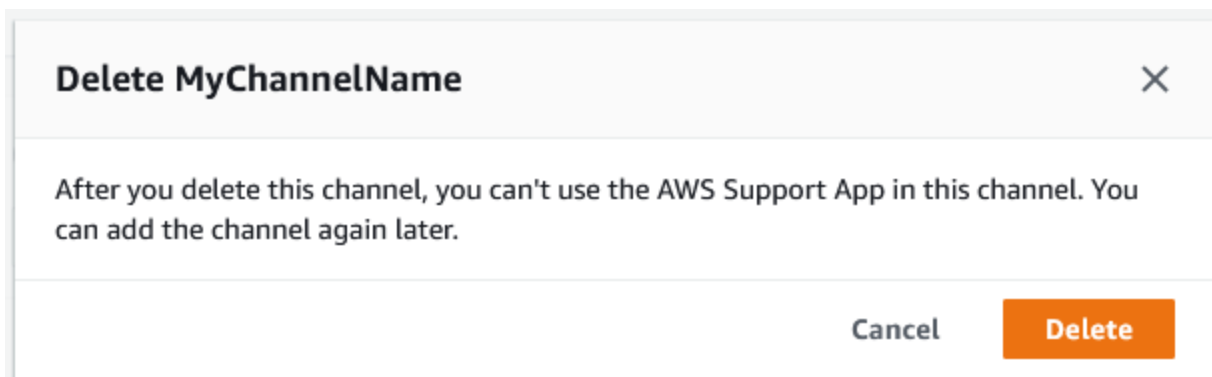 Delete MyChannelName
After you delete this channel, you can't use the AWS Support App in this channel. You
can add the channel again later.
Cancel
Delete